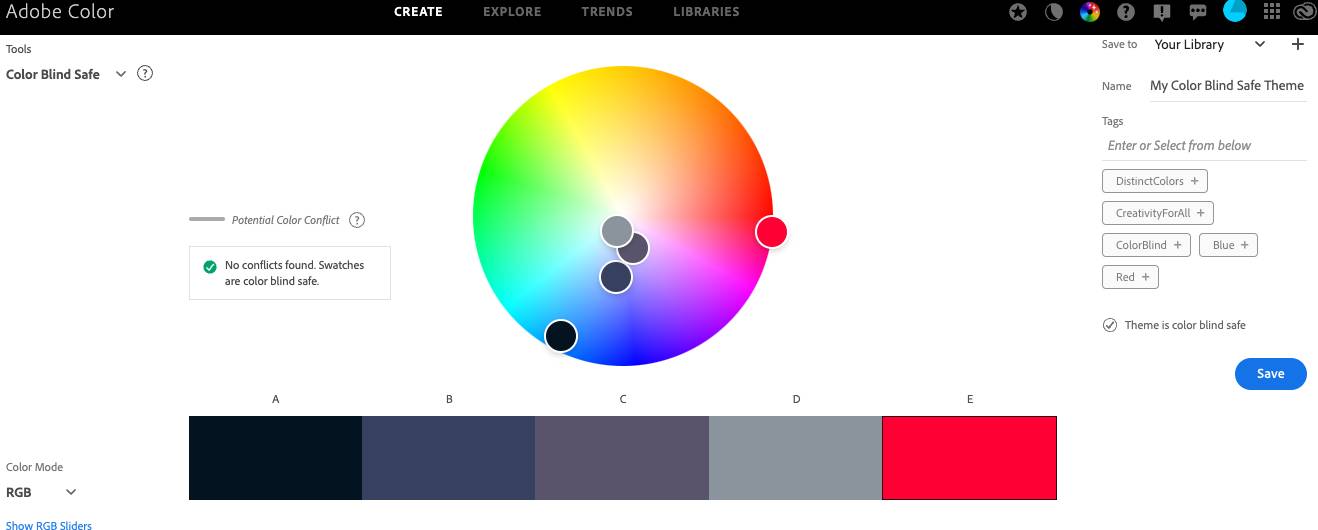 Adobe Color
CREATE EXPLORE TRENDS LIBRARIES
Tools
Color Blind Safe
Potential Color Conflict
No conflicts found. Swatches
are color blind safe.
A B C D E
Color Mode
RGB
Show RGB Sliders
Save to Your Library
Name My Color Blind Safe Theme
Tags
Enter or Select from below
DistinctColors +
CreativityForAll +
ColorBlind + Blue +
Red +
Theme is color blind safe
Save